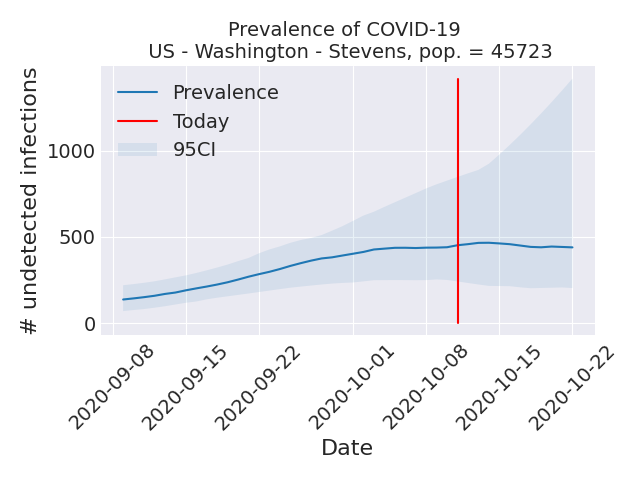 Prevalence of COVID-19
US - Washington - Stevens, pop. = 45723
# undetected infections
1000
500
0
Prevalence
Today
95CI
2020-09-08
2020-09-15
2020-09-22
2020-10-01
2020-10-08
2020-10-15
2020-10-22
Date